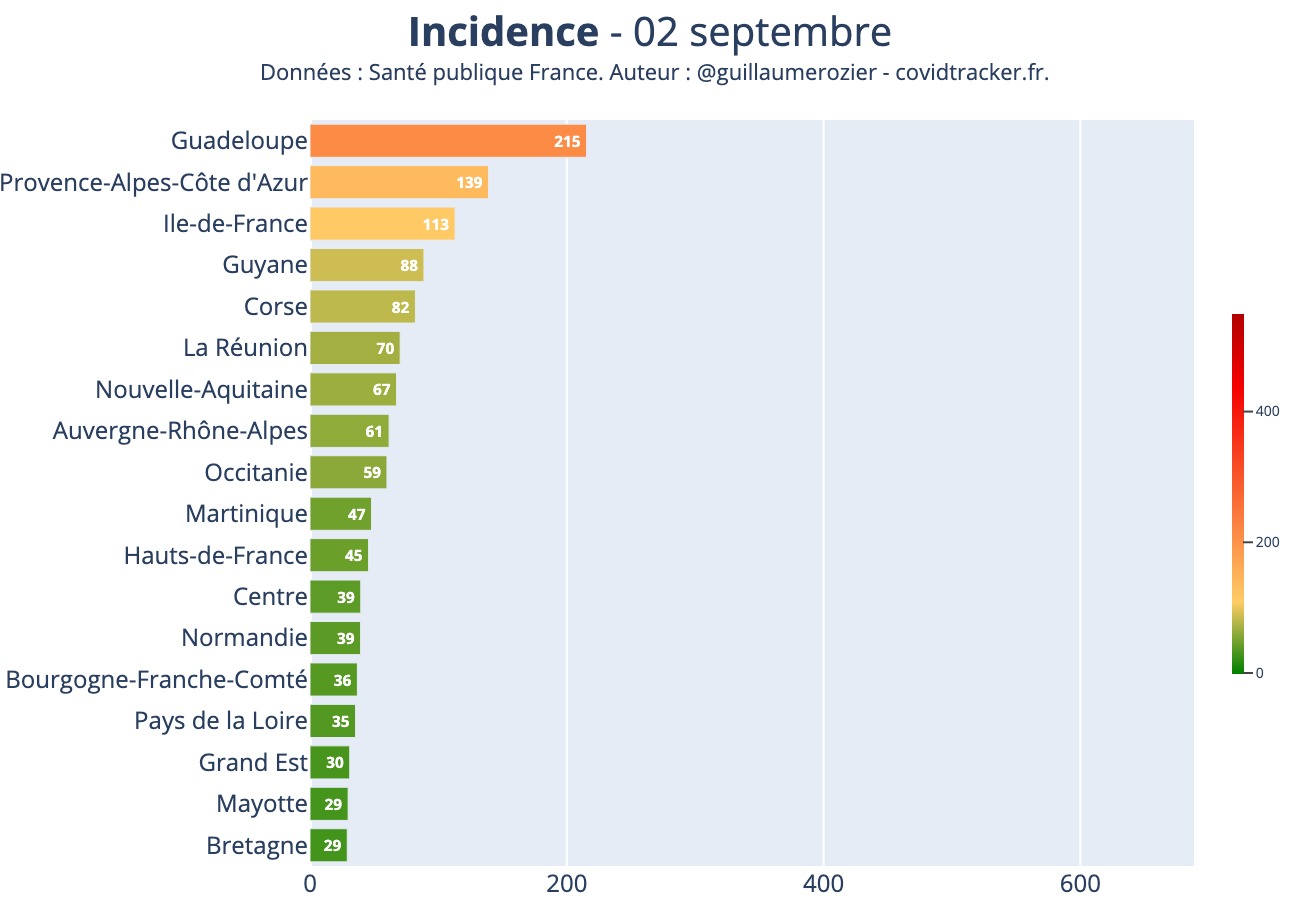 Incidence - 02 septembre
Données : Santé publique France. Auteur : @guillaumerozier - covidtracker.fr.
Guadeloupe 215
Provence-Alpes-Côte d'Azur 139
Ile-de-France 113
Guyane 88
Corse 82
La Réunion 70
Nouvelle-Aquitaine 67
Auvergne-Rhône-Alpes 61
Occitanie 59
Martinique 47
Hauts-de-France 45
Centre 39
Normandie 39
Bourgogne-Franche-Comté 36
Pays de la Loire 35
Grand Est 30
Mayotte 29
Bretagne 29
0 200 400 600
400
200
0